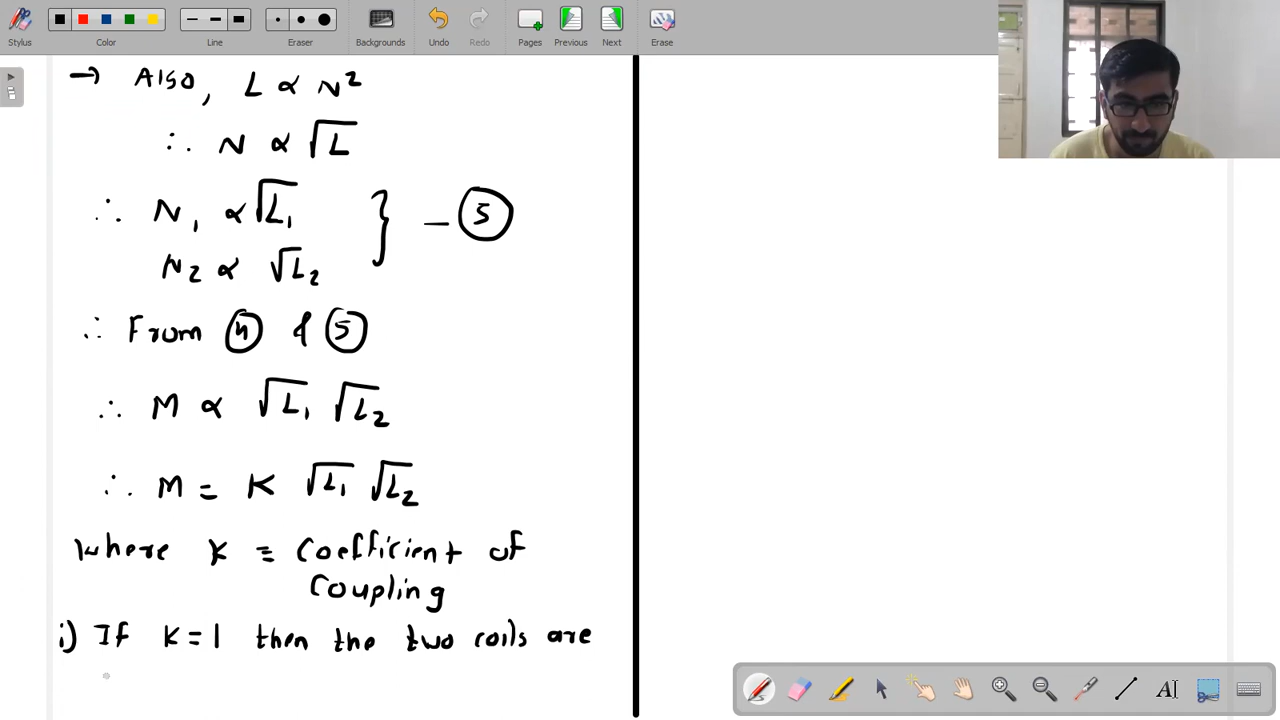 Stylus
Color
Line
Eraser
Backgrounds
Undo
Redo
Pages
Previous
Next
Erase
→ Also, L ∝ N²
∴ N ∝ √L
∴ N₁ ∝ √L₁
N₂ ∝ √L₂ } — ⑤
∴ From ④ & ⑤
∴ M ∝ √L₁ √L₂
∴ M = K √L₁ √L₂
where K = Coefficient of
Coupling
i) If K=1 then the two coils are
AI